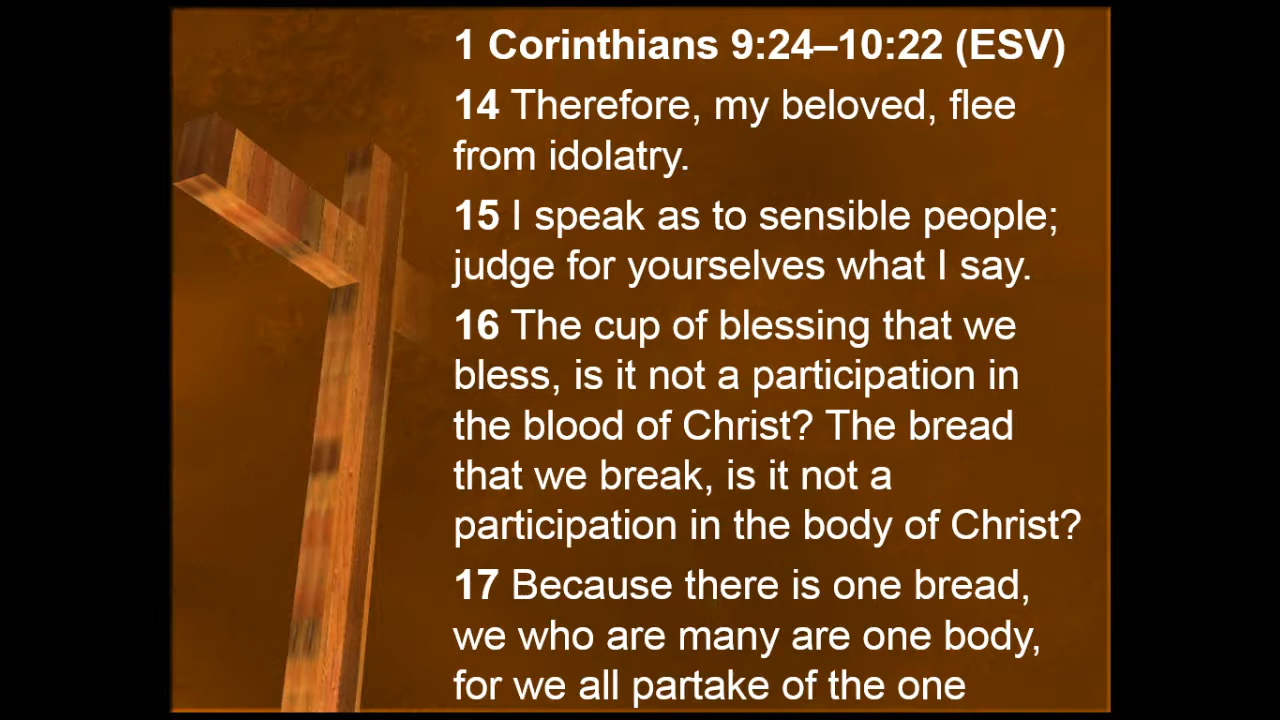 1 Corinthians 9:24–10:22 (ESV)
14 Therefore, my beloved, flee
from idolatry.
15 I speak as to sensible people;
judge for yourselves what I say.
16 The cup of blessing that we
bless, is it not a participation in
the blood of Christ? The bread
that we break, is it not a
participation in the body of Christ?
17 Because there is one bread,
we who are many are one body,
for we all partake of the one